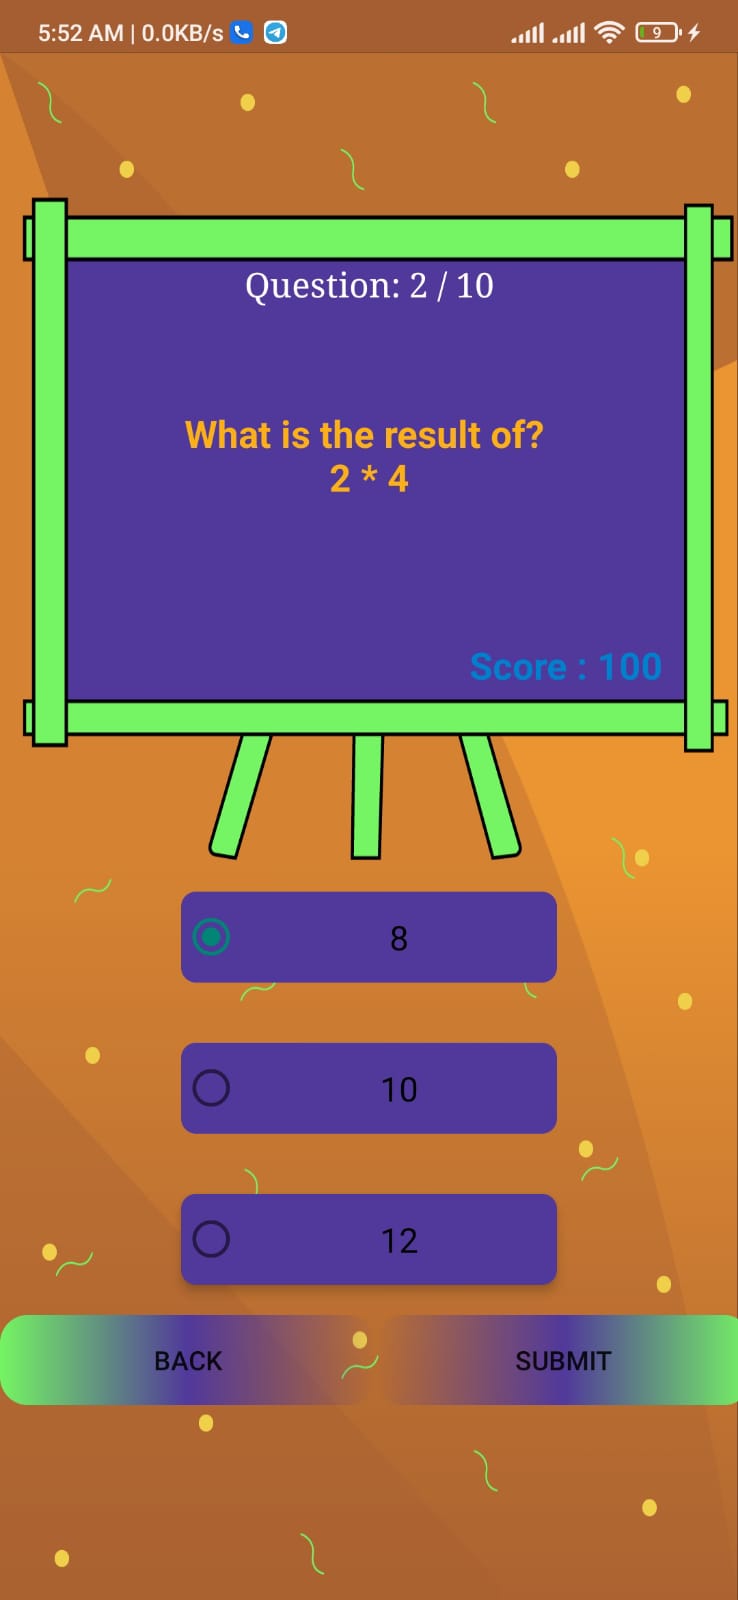 5:52 AM | 0.0KB/s 9
Question: 2 / 10
What is the result of?
2 * 4
Score : 100
8
10
12
BACK SUBMIT